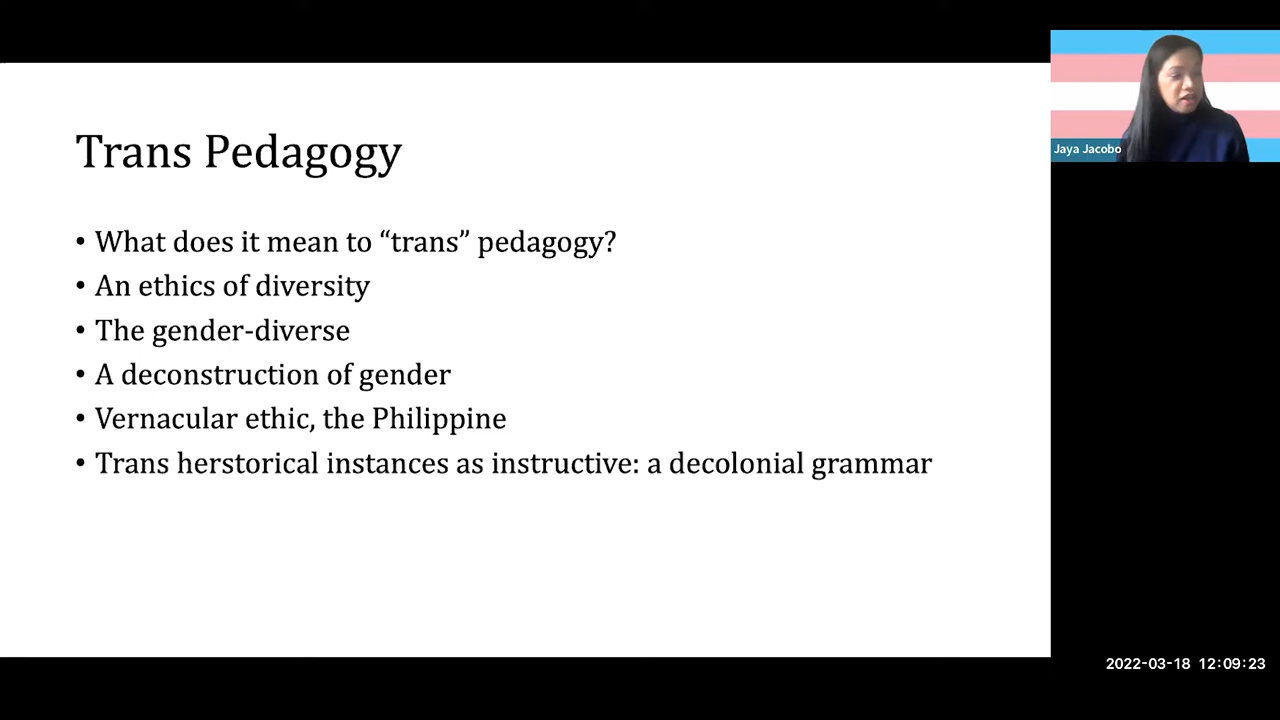 Trans Pedagogy
• What does it mean to “trans” pedagogy?
• An ethics of diversity
• The gender-diverse
• A deconstruction of gender
• Vernacular ethic, the Philippine
• Trans herstorical instances as instructive: a decolonial grammar
Jaya Jacobo
2022-03-18 12:09:23